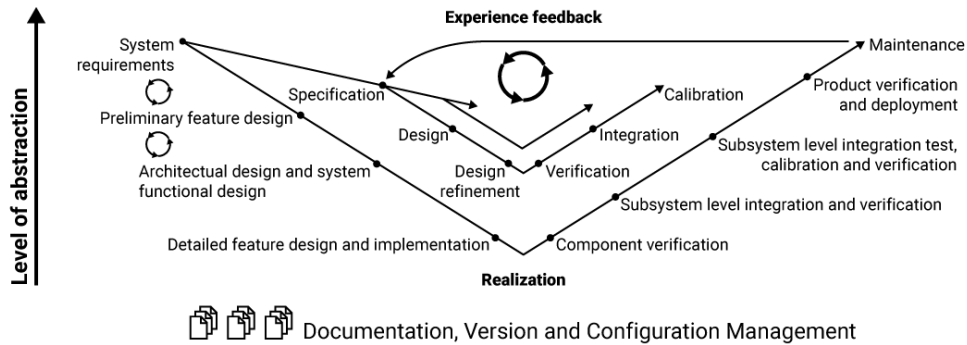 Experience feedback
System
requirements
Maintenance
Specification
Calibration
Product verification
and deployment
Preliminary feature design
Design
Integration
Subsystem level integration test,
calibration and verification
Architectual design and system
functional design
Design
refinement
Verification
Subsystem level integration and verification
Detailed feature design and implementation
Component verification
Realization
Level of abstraction
Documentation, Version and Configuration Management